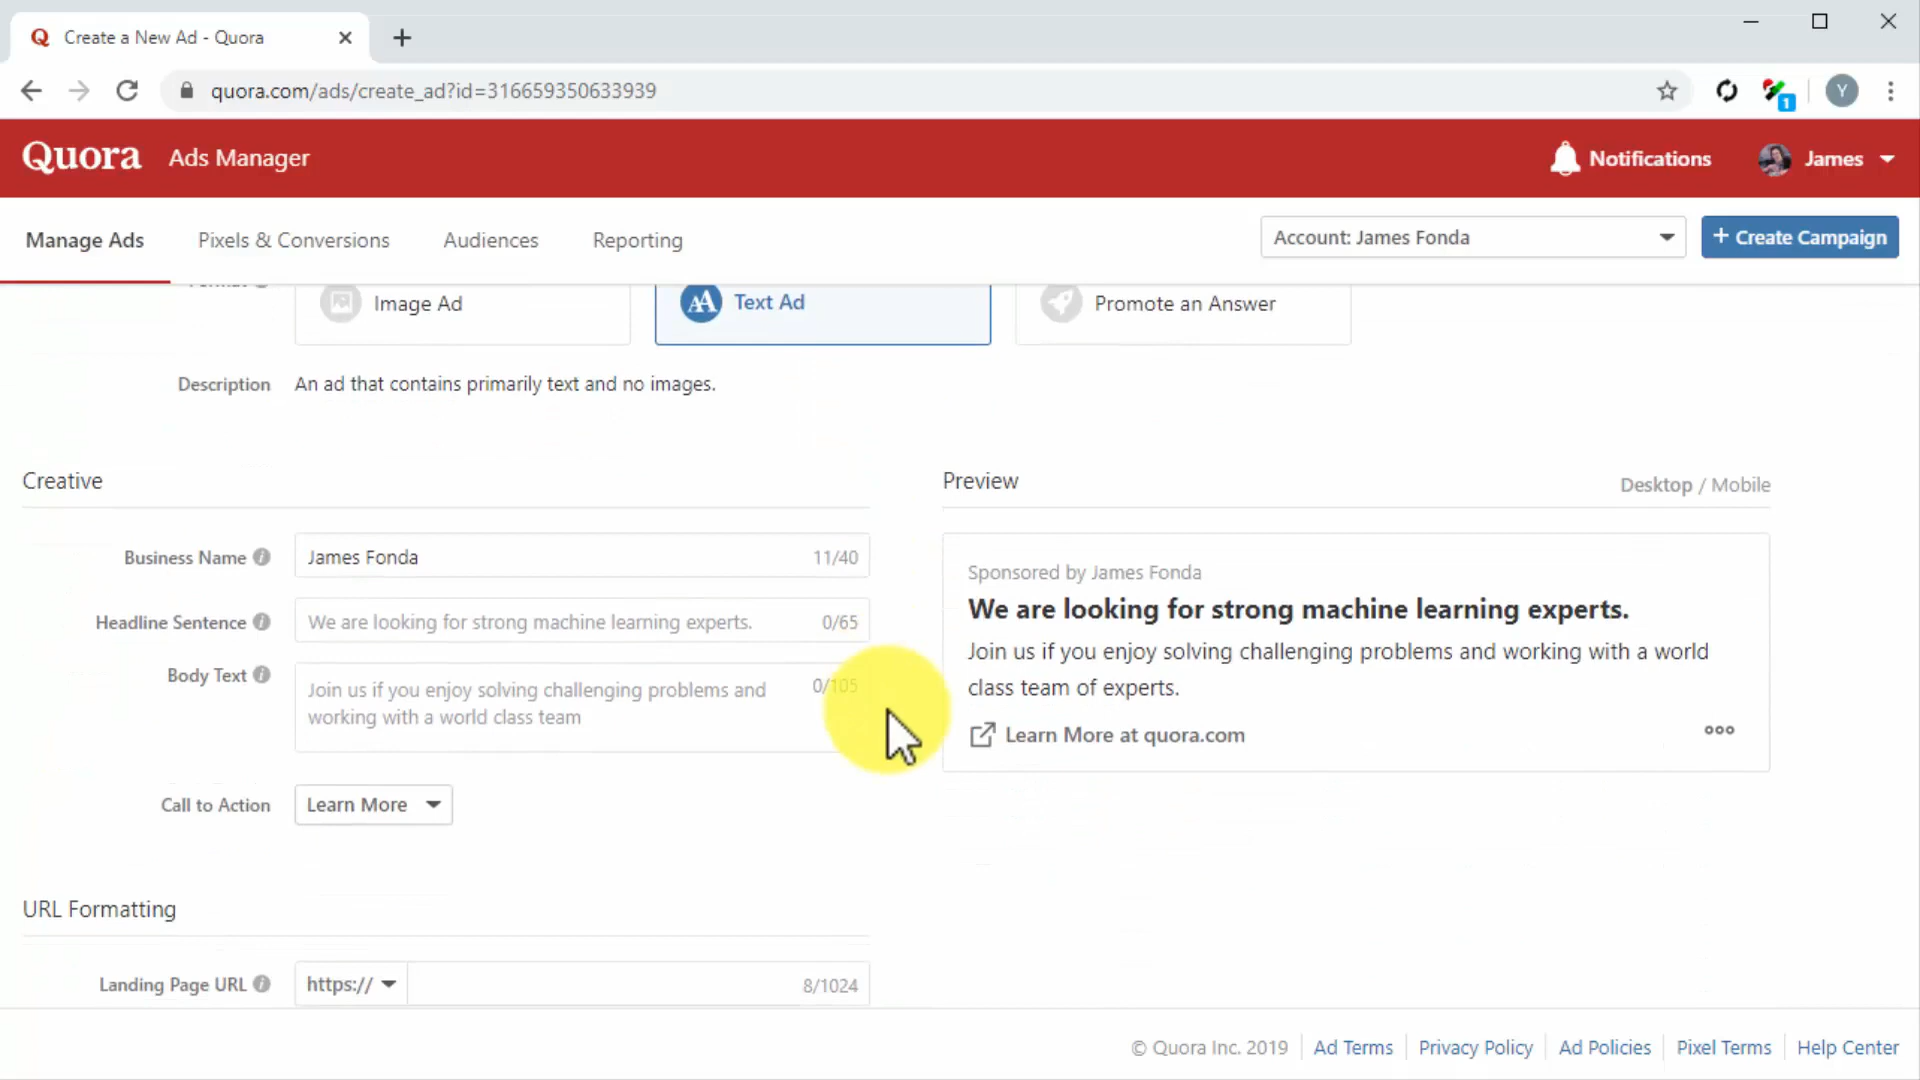 Create a New Ad - Quora
quora.com/ads/create_ad?id=316659350633939
1
Y
Quora Ads Manager
Notifications
James
Manage Ads
Pixels & Conversions
Audiences
Reporting
Account: James Fonda
+ Create Campaign
Image Ad
AA Text Ad
Promote an Answer
Description An ad that contains primarily text and no images.
Creative
Business Name James Fonda 11/40
Headline Sentence We are looking for strong machine learning experts. 0/65
Body Text Join us if you enjoy solving challenging problems and 0/105
working with a world class team
Call to Action Learn More
Preview
Desktop / Mobile
Sponsored by James Fonda
We are looking for strong machine learning experts.
Join us if you enjoy solving challenging problems and working with a world
class team of experts.
Learn More at quora.com
URL Formatting
Landing Page URL https:// 8/1024
© Quora Inc. 2019 Ad Terms Privacy Policy Ad Policies Pixel Terms Help Center